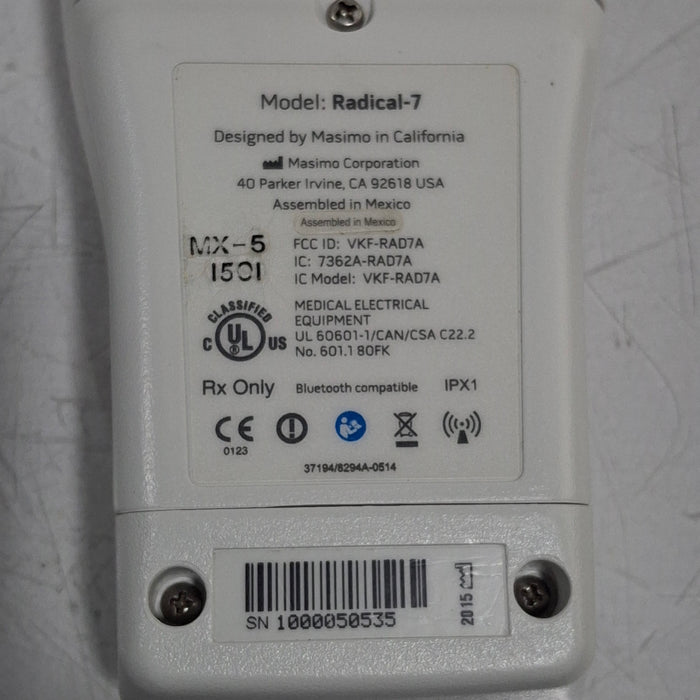 Model: Radical-7
Designed by Masimo in California
Masimo Corporation
40 Parker Irvine, CA 92618 USA
Assembled in Mexico
Assembled in Mexico
MX-5
1501
FCC ID: VKF-RAD7A
IC: 7362A-RAD7A
IC Model: VKF-RAD7A
CLASSIFIED
C UL US
MEDICAL ELECTRICAL
EQUIPMENT
UL 60601-1/CAN/CSA C22.2
No. 601.1 80FK
Rx Only Bluetooth compatible IPX1
CE
0123
37194/8294A-0514
SN 1000050535
2015